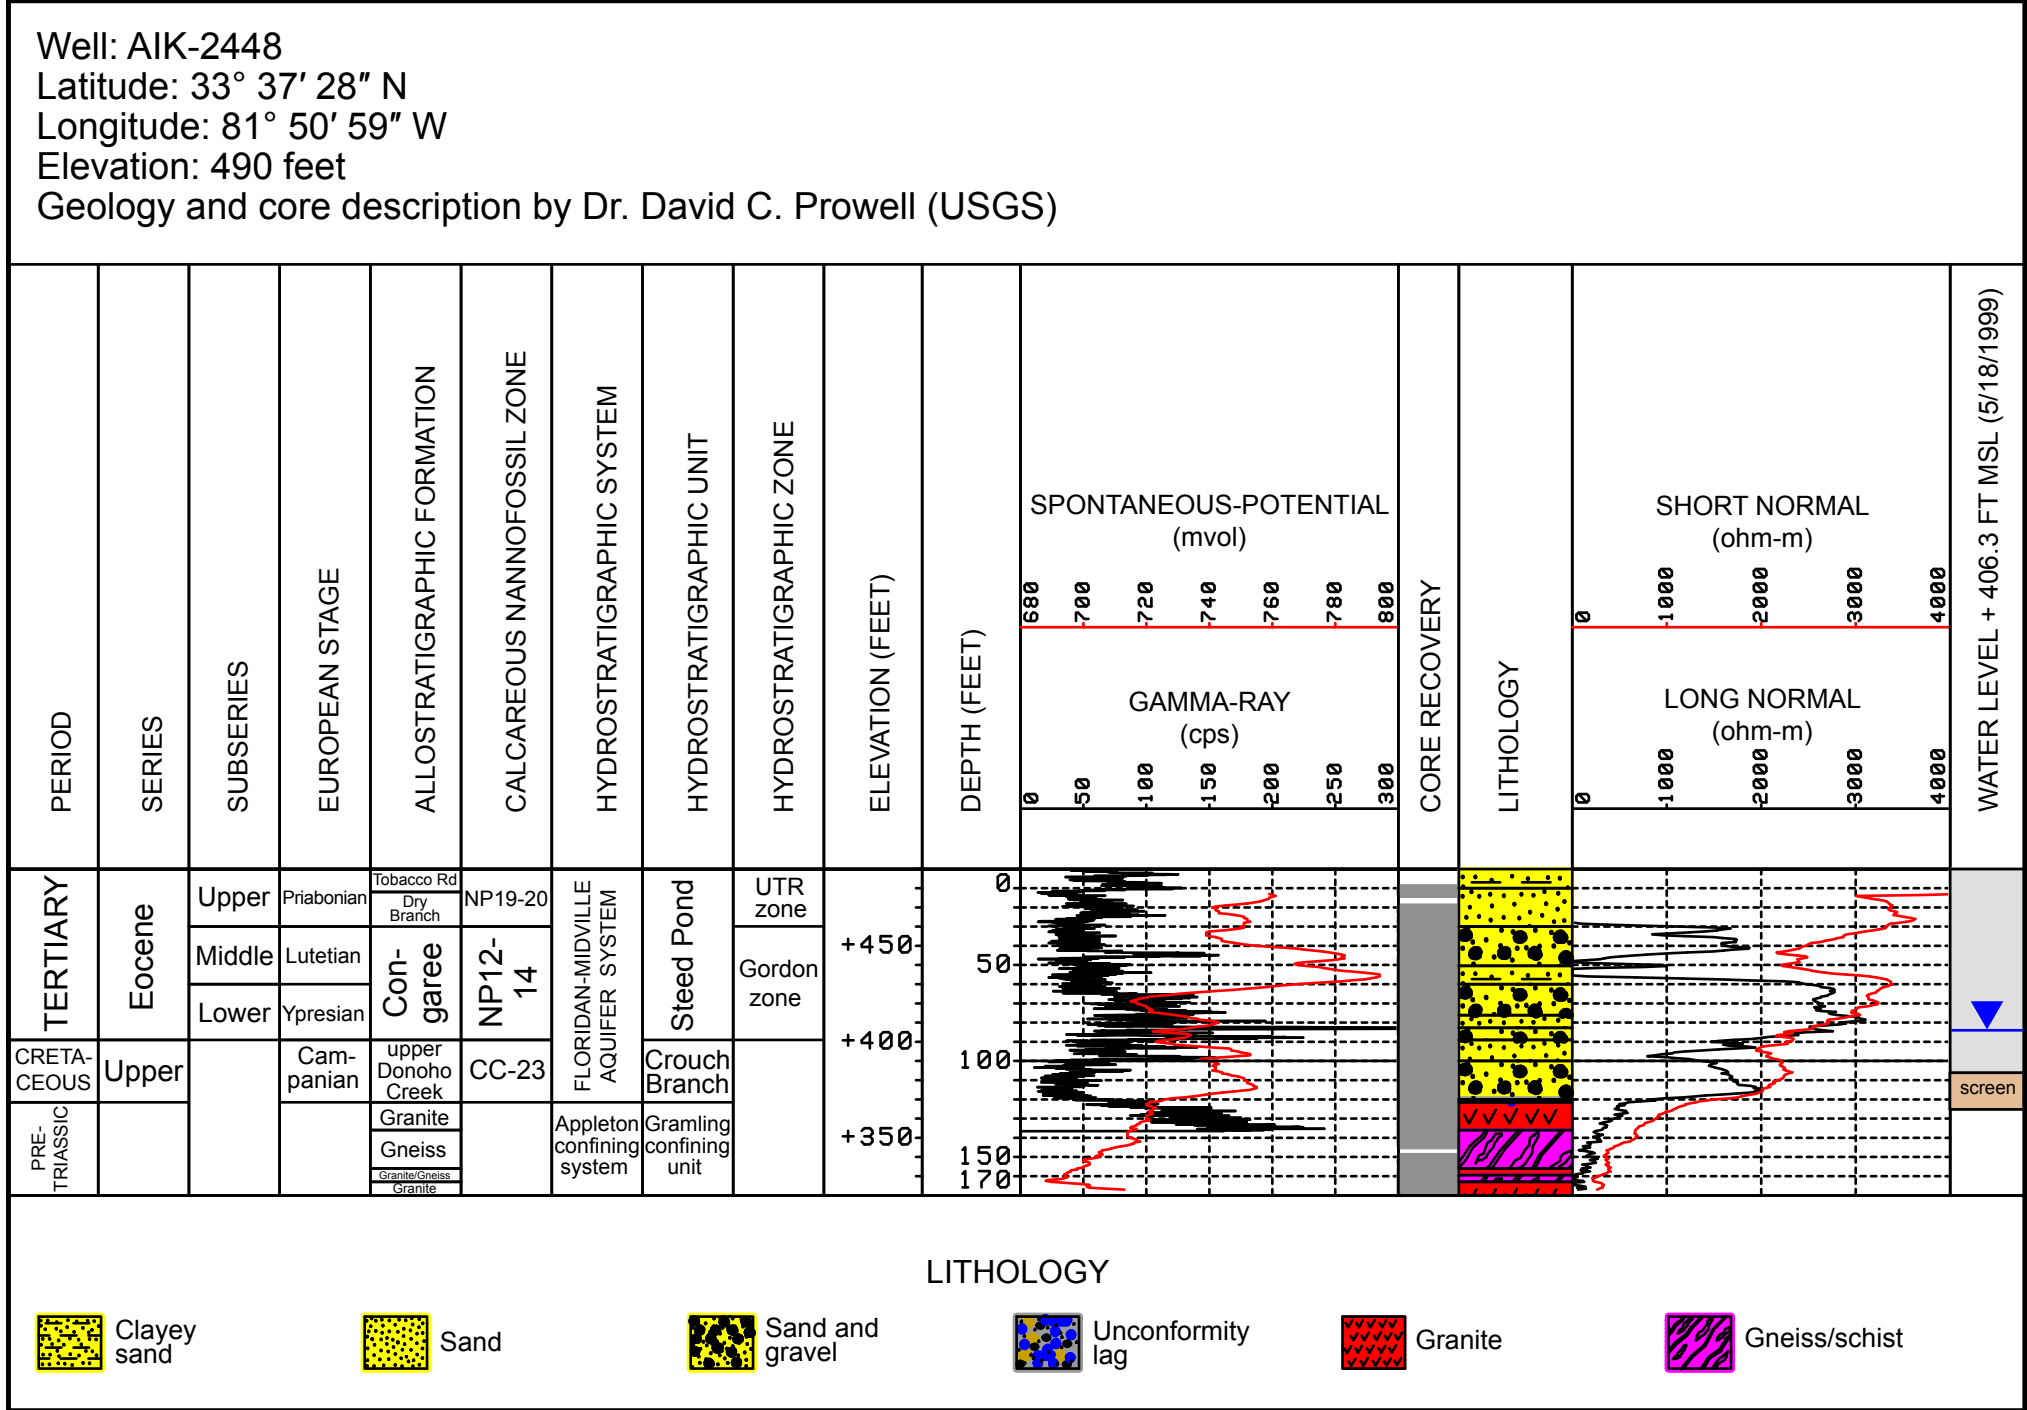 Well: AIK-2448
Latitude: 33° 37′ 28″ N
Longitude: 81° 50′ 59″ W
Elevation: 490 feet
Geology and core description by Dr. David C. Prowell (USGS)
PERIOD
SERIES
SUBSERIES
EUROPEAN STAGE
ALLOSTRATIGRAPHIC FORMATION
CALCAREOUS NANNOFOSSIL ZONE
HYDROSTRATIGRAPHIC SYSTEM
HYDROSTRATIGRAPHIC UNIT
HYDROSTRATIGRAPHIC ZONE
ELEVATION (FEET)
DEPTH (FEET)
SPONTANEOUS-POTENTIAL
(mvol)
680 700 720 740 760 780 800
GAMMA-RAY
(cps)
0 50 100 150 200 250 300
CORE RECOVERY
LITHOLOGY
SHORT NORMAL
(ohm-m)
0 1000 2000 3000 4000
LONG NORMAL
(ohm-m)
0 1000 2000 3000 4000
WATER LEVEL + 406.3 FT MSL (5/18/1999)
TERTIARY
CRETA-
CEOUS
PRE-
TRIASSIC
Eocene
Upper
Upper
Middle
Lower
Priabonian
Lutetian
Ypresian
Cam-
panian
Tobacco Rd
Dry
Branch
Con-
garee
upper
Donoho
Creek
Granite
Gneiss
Granite/Gneiss
Granite
NP19-20
NP12-
14
CC-23
FLORIDAN-MIDVILLE
AQUIFER SYSTEM
Appleton
confining
system
Steed Pond
Crouch
Branch
Gramling
confining
unit
UTR
zone
Gordon
zone
+450
+400
+350
0
50
100
150
170
screen
LITHOLOGY
Clayey
sand
Sand
Sand and
gravel
Unconformity
lag
Granite
Gneiss/schist